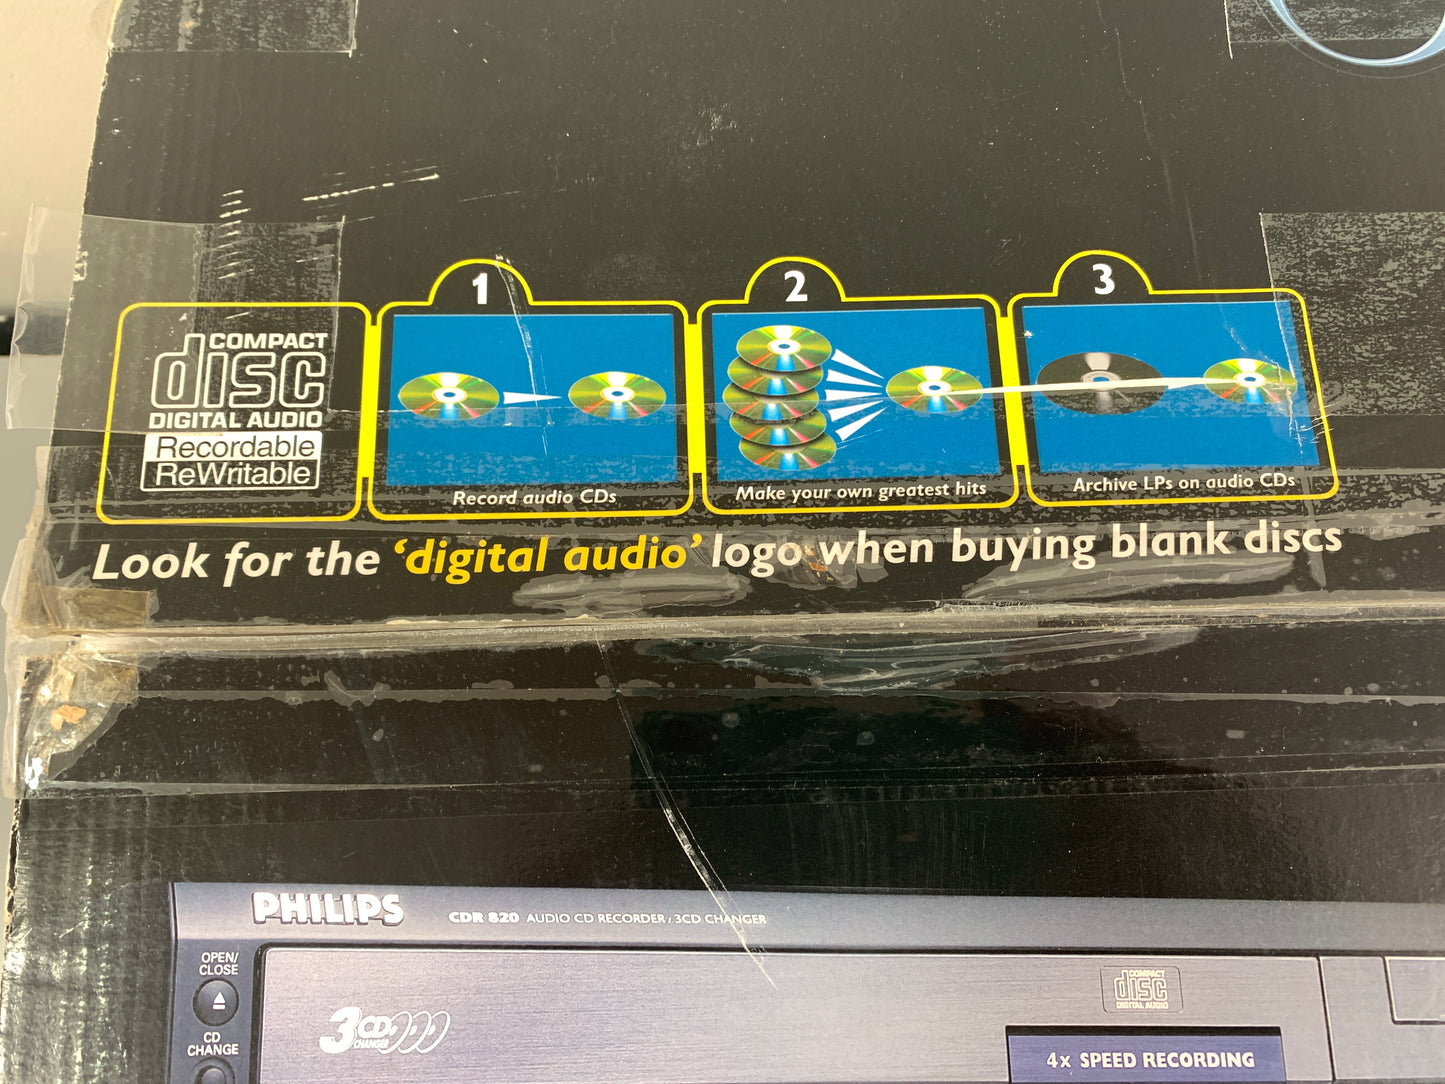 COMPACT
disc
DIGITAL AUDIO
Recordable
ReWritable
1
Record audio CDs
2
Make your own greatest hits
3
Archive LPs on audio CDs
Look for the ‘digital audio’ logo when buying blank discs
PHILIPS CDR 820 AUDIO CD RECORDER / 3CD CHANGER
OPEN/
CLOSE
CD
CHANGE
3CD
CHANGER
COMPACT
disc
DIGITAL AUDIO
4x SPEED RECORDING